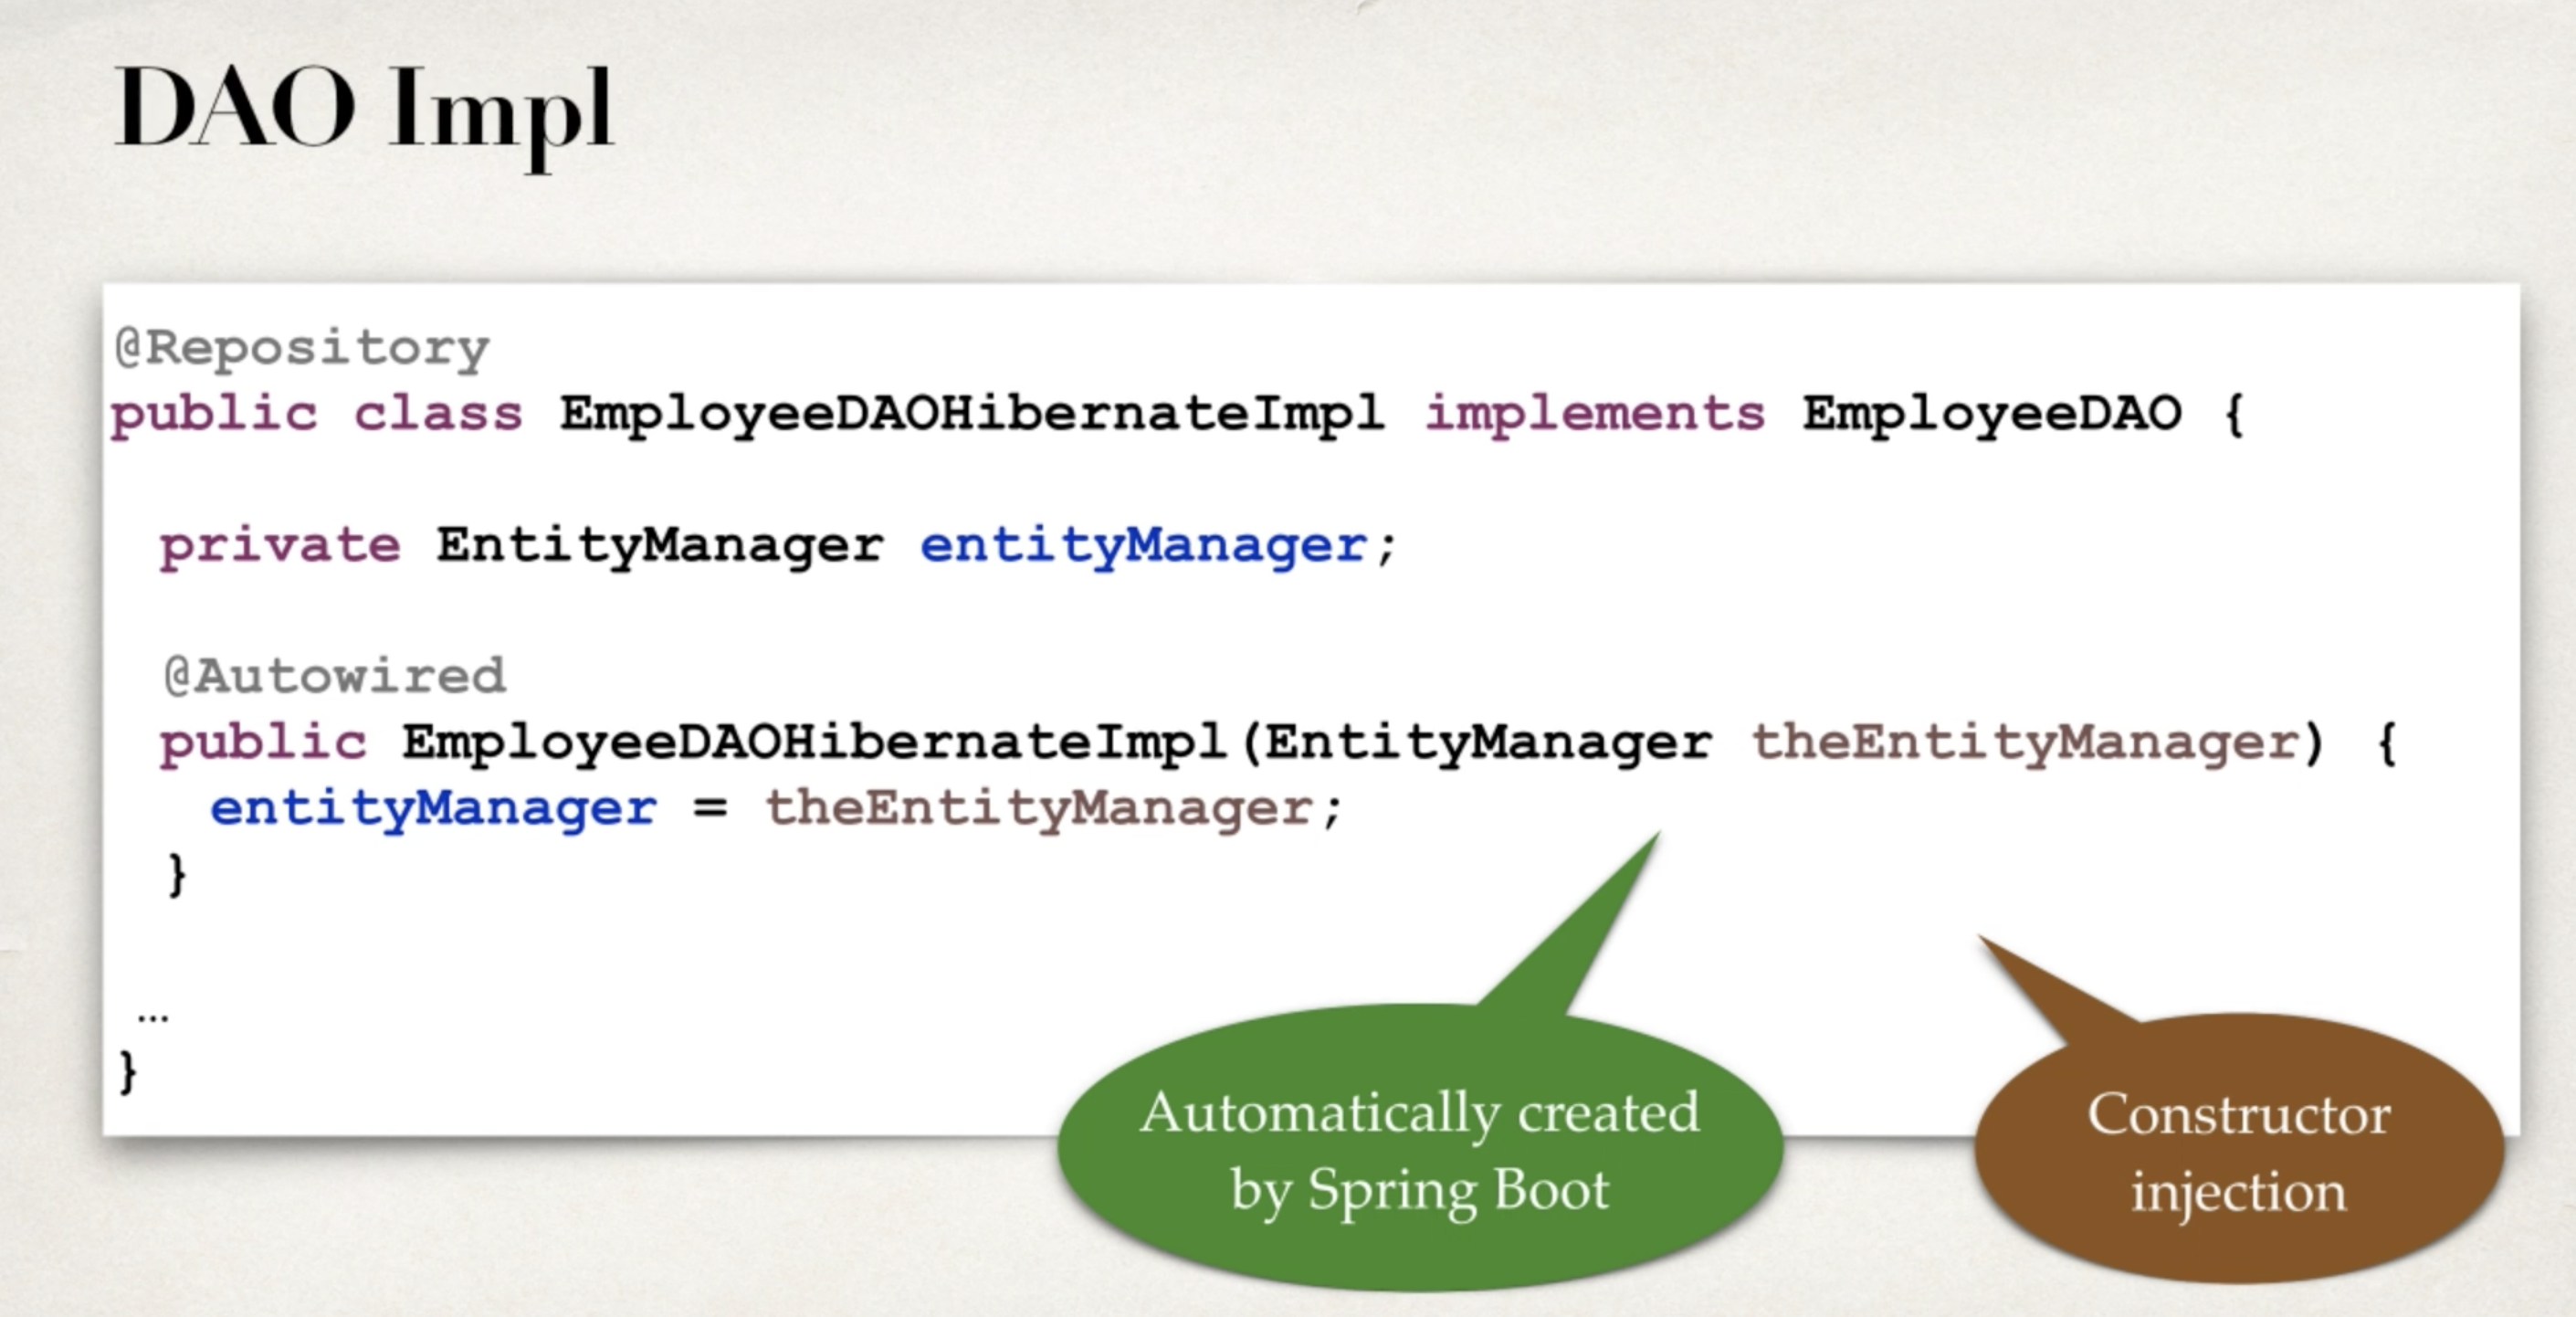 DAO Impl
@Repository
public class EmployeeDAOHibernateImpl implements EmployeeDAO {
private EntityManager entityManager;
@Autowired
public EmployeeDAOHibernateImpl(EntityManager theEntityManager) {
entityManager = theEntityManager;
}
...
}
Automatically created
by Spring Boot
Constructor
injection